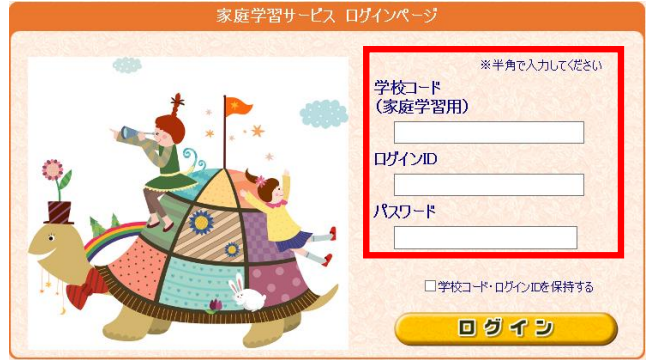 家庭学習サービス ログインページ
※半角で入力してください
学校コード
（家庭学習用）
ログインID
パスワード
学校コード・ログインIDを保持する
ログイン